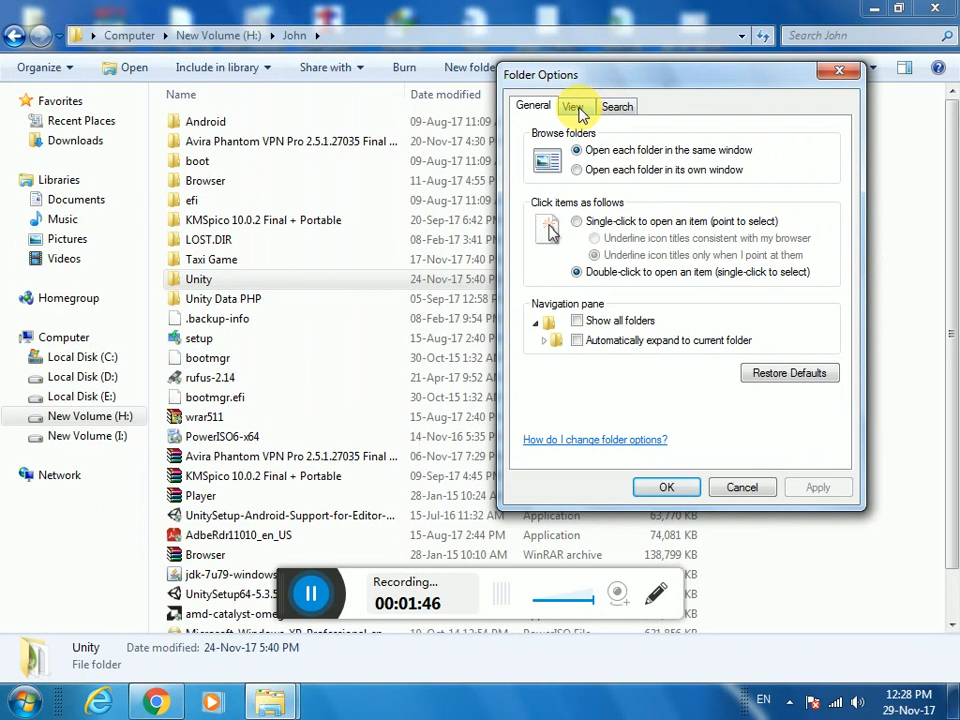 Computer
New Volume (H:)
John
Search John
Organize
Open
Include in library
Share with
Burn
New folde
Favorites
Recent Places
Downloads
Libraries
Documents
Music
Pictures
Videos
Homegroup
Computer
Local Disk (C:)
Local Disk (D:)
Local Disk (E:)
New Volume (H:)
New Volume (I:)
Network
Name Date modified
Android 09-Aug-17 11:09
Avira Phantom VPN Pro 2.5.1.27035 Final ... 20-Nov-17 4:30 P
boot 09-Aug-17 11:09
Browser 11-Aug-17 4:55 P
efi 09-Aug-17 11:09
KMSpico 10.0.2 Final + Portable 20-Sep-17 6:42 P
LOST.DIR 08-Feb-17 3:41 P
Taxi Game 17-Nov-17 7:40 P
Unity 24-Nov-17 5:40 P
Unity Data PHP 05-Sep-17 12:58
.backup-info 08-Feb-17 9:54 P
setup 15-Aug-17 2:40 P
bootmgr 30-Oct-15 1:32 A
rufus-2.14 21-Apr-17 9:52 P
bootmgr.efi 30-Oct-15 1:32 A
wrar511 15-Aug-17 2:40 P
PowerISO6-x64 14-Nov-16 5:35 P
Avira Phantom VPN Pro 2.5.1.27035 Final ... 06-Nov-17 7:29 P
KMSpico 10.0.2 Final + Portable 09-Sep-17 4:45 P
Player 28-Jan-15 10:24 A
UnitySetup-Android-Support-for-Editor-... 15-Jul-16 11:32 AM Application 63,770 KB
AdbeRdr11010_en_US 15-Aug-17 2:44 PM Application 74,081 KB
Browser 28-Jan-15 10:10 AM WinRAR archive 138,799 KB
jdk-7u79-windows
UnitySetup64-5.3.5
amd-catalyst-ome
Folder Options
General
View
Search
Browse folders
Open each folder in the same window
Open each folder in its own window
Click items as follows
Single-click to open an item (point to select)
Underline icon titles consistent with my browser
Underline icon titles only when I point at them
Double-click to open an item (single-click to select)
Navigation pane
Show all folders
Automatically expand to current folder
Restore Defaults
How do I change folder options?
OK
Cancel
Apply
Recording...
00:01:46
Unity Date modified: 24-Nov-17 5:40 PM
File folder
EN
12:28 PM
29-Nov-17